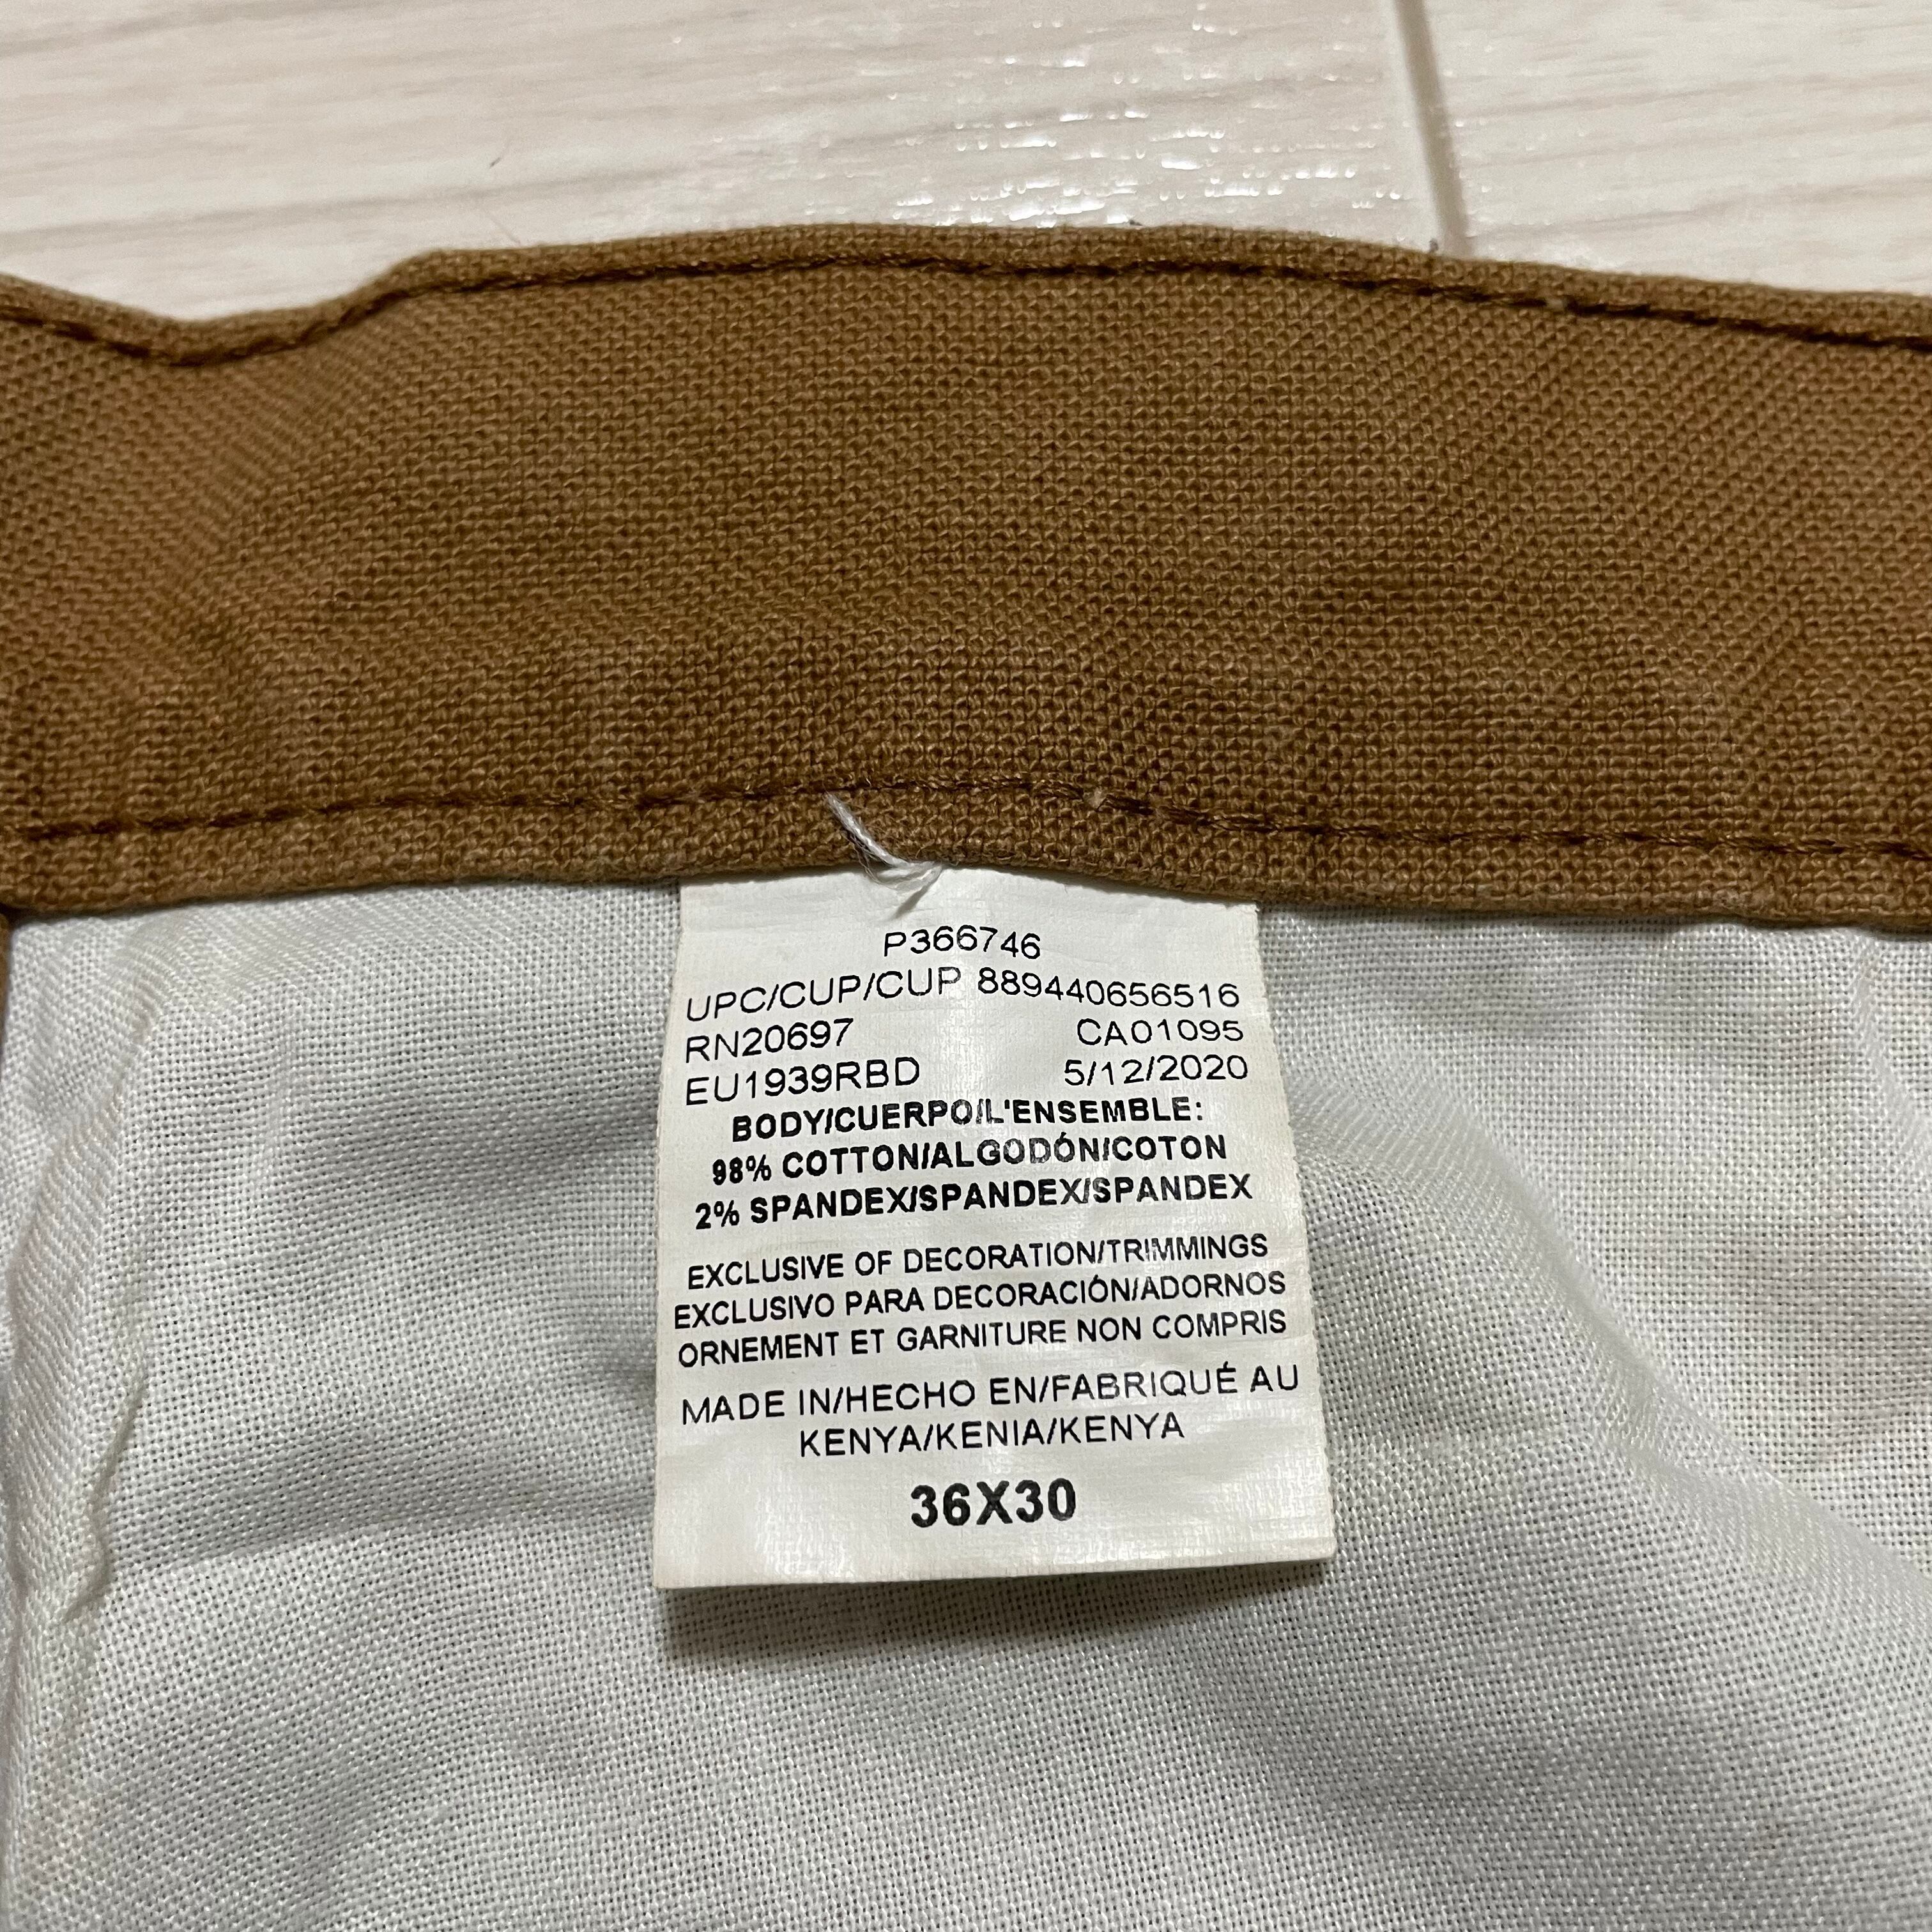 P366746
UPC/CUP/CUP 889440656516
RN20697 CA01095
EU1939RBD 5/12/2020
BODY/CUERPO/L'ENSEMBLE:
98% COTTON/ALGODÓN/COTON
2% SPANDEX/SPANDEX/SPANDEX
EXCLUSIVE OF DECORATION/TRIMMINGS
EXCLUSIVO PARA DECORACIÓN/ADORNOS
ORNEMENT ET GARNITURE NON COMPRIS
MADE IN/HECHO EN/FABRIQUÉ AU
KENYA/KENIA/KENYA
36X30